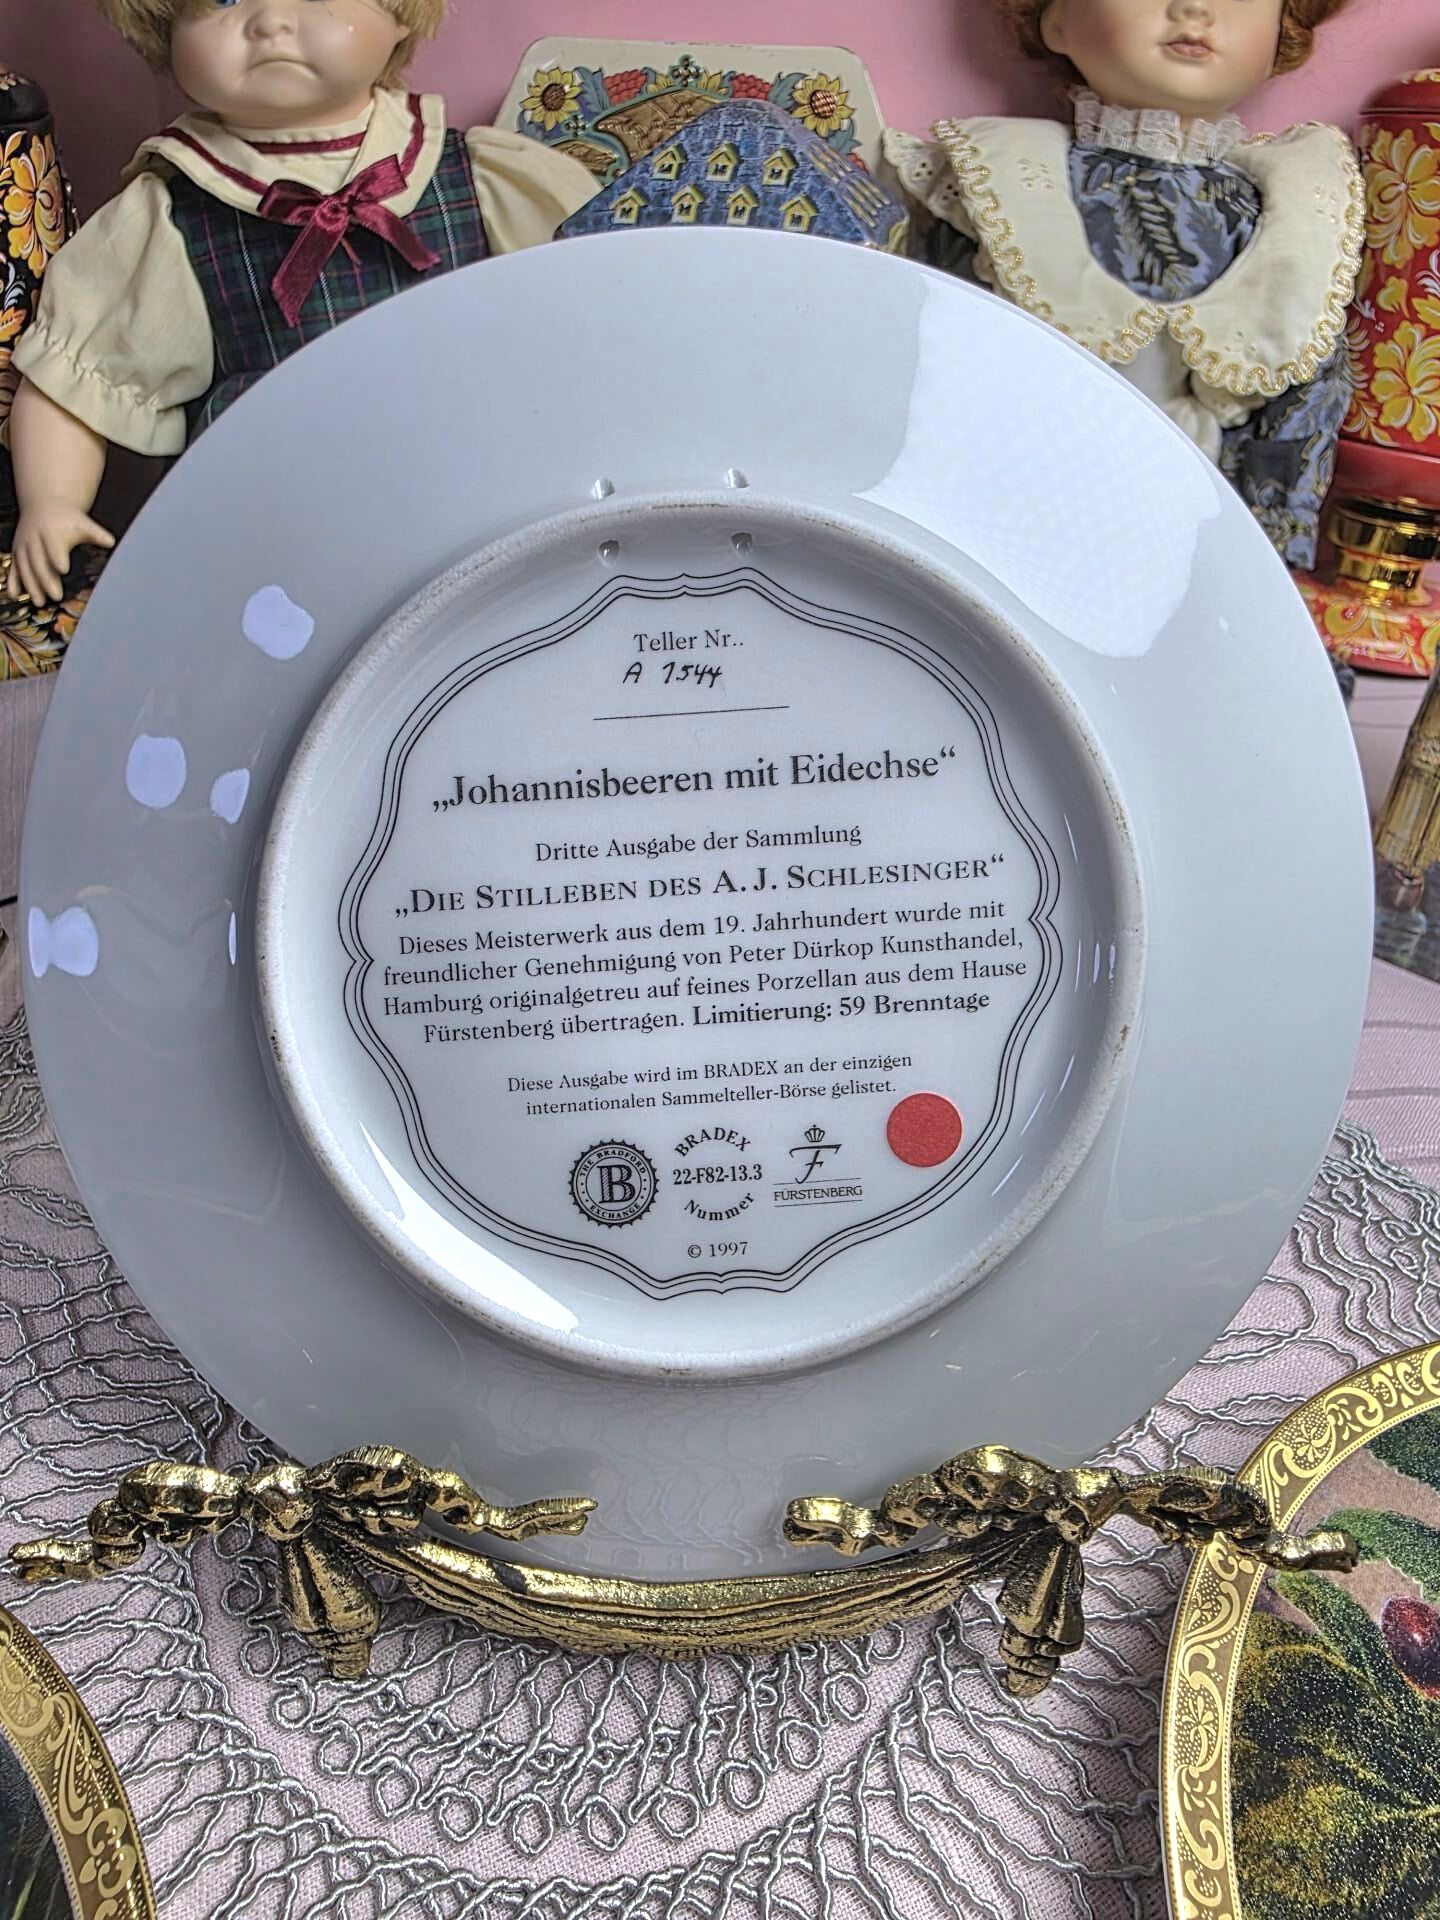 Teller Nr..
A 7544
„Johannisbeeren mit Eidechse“
Dritte Ausgabe der Sammlung
„DIE STILLEBEN DES A. J. SCHLESINGER“
Dieses Meisterwerk aus dem 19. Jahrhundert wurde mit
freundlicher Genehmigung von Peter Dürkop Kunsthandel,
Hamburg originalgetreu auf feines Porzellan aus dem Hause
Fürstenberg übertragen. Limitierung: 59 Brenntage
Diese Ausgabe wird im BRADEX an der einzigen
internationalen Sammelteller-Börse gelistet.
THE BRADFORD
B
EXCHANGE
BRADEX
22-F82-13.3
Nummer
F
FÜRSTENBERG
© 1997